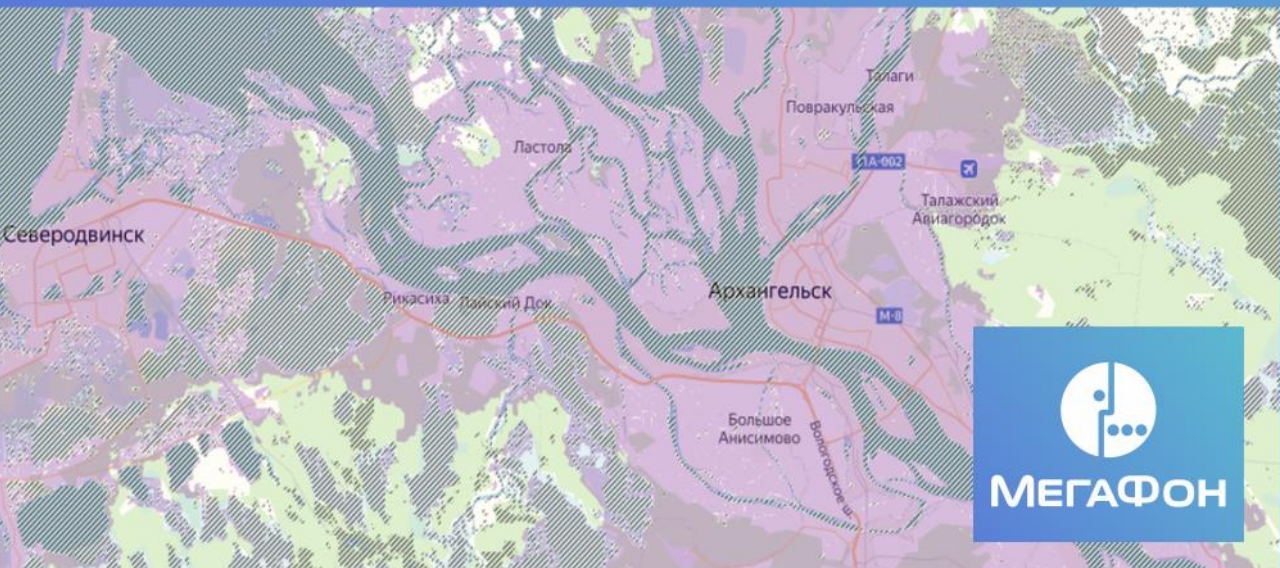 Талаги
Повракульская
Ластола
11А-002
Талажский
Авиагородок
Северодвинск
Рикасиха
Лайский Док
Архангельск
М-8
Большое
Анисимово
Вологодское ш.
МЕГАФОН